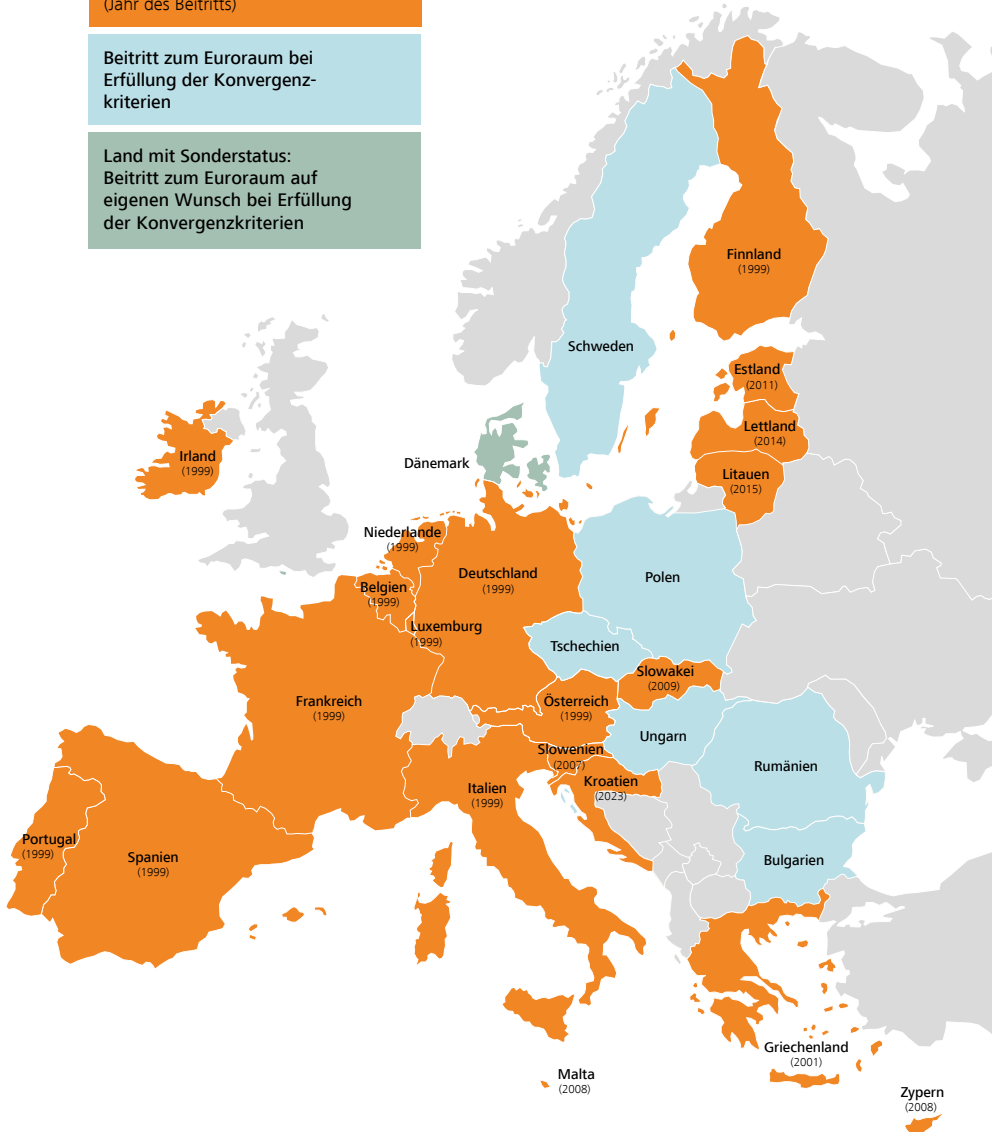 (Jahr des Beitritts)
Beitritt zum Euroraum bei
Erfüllung der Konvergenz-
kriterien
Land mit Sonderstatus:
Beitritt zum Euroraum auf
eigenen Wunsch bei Erfüllung
der Konvergenzkriterien
Finnland
(1999)
Schweden
Estland
(2011)
Lettland
(2014)
Irland
(1999)
Dänemark
Litauen
(2015)
Niederlande
(1999)
Deutschland
(1999)
Polen
Belgien
(1999)
Luxemburg
(1999)
Tschechien
Slowakei
(2009)
Frankreich
(1999)
Österreich
(1999)
Ungarn
Slowenien
(2007)
Rumänien
Kroatien
(2023)
Italien
(1999)
Portugal
(1999)
Spanien
(1999)
Bulgarien
Griechenland
(2001)
Malta
(2008)
Zypern
(2008)